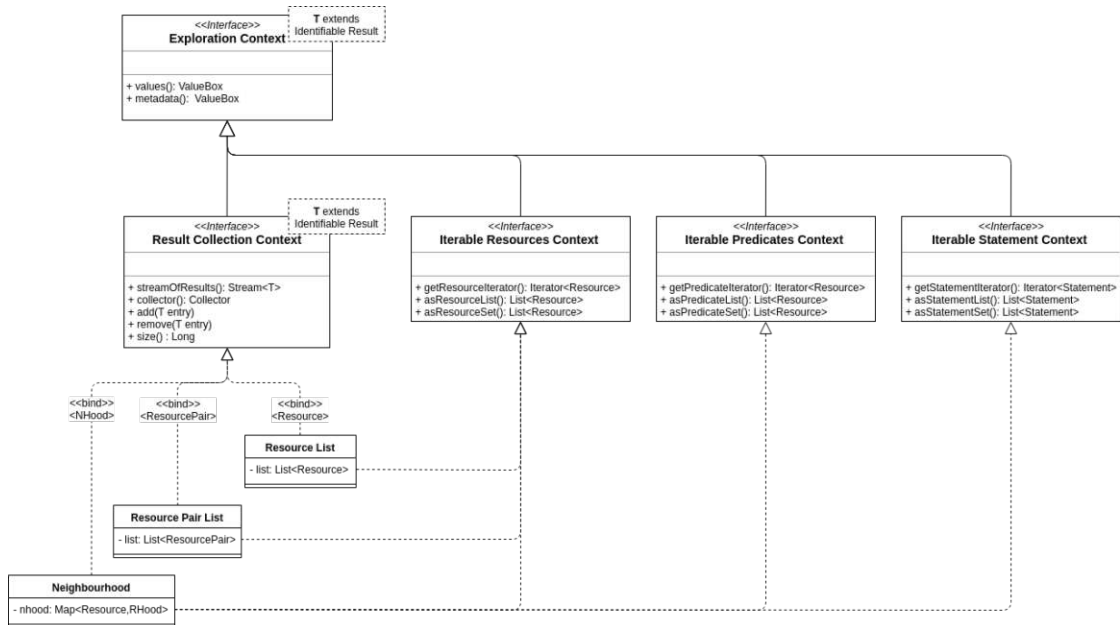 <<Interface>>
Exploration Context
T extends
Identifiable Result
+ values(): ValueBox
+ metadata(): ValueBox
<<Interface>>
Result Collection Context
T extends
Identifiable Result
+ streamOfResults(): Stream<T>
+ collector(): Collector
+ add(T entry)
+ remove(T entry)
+ size() : Long
<<Interface>>
Iterable Resources Context
+ getResourceIterator(): Iterator<Resource>
+ asResourceList(): List<Resource>
+ asResourceSet(): List<Resource>
<<Interface>>
Iterable Predicates Context
+ getPredicateIterator(): Iterator<Resource>
+ asPredicateList(): List<Resource>
+ asPredicateSet(): List<Resource>
<<Interface>>
Iterable Statement Context
+ getStatementIterator(): Iterator<Statement>
+ asStatementList(): List<Statement>
+ asStatementSet(): List<Statement>
<<bind>>
<NHood>
<<bind>>
<ResourcePair>
<<bind>>
<Resource>
Resource List
- list: List<Resource>
Resource Pair List
- list: List<ResourcePair>
Neighbourhood
- nhood: Map<Resource,RHood>